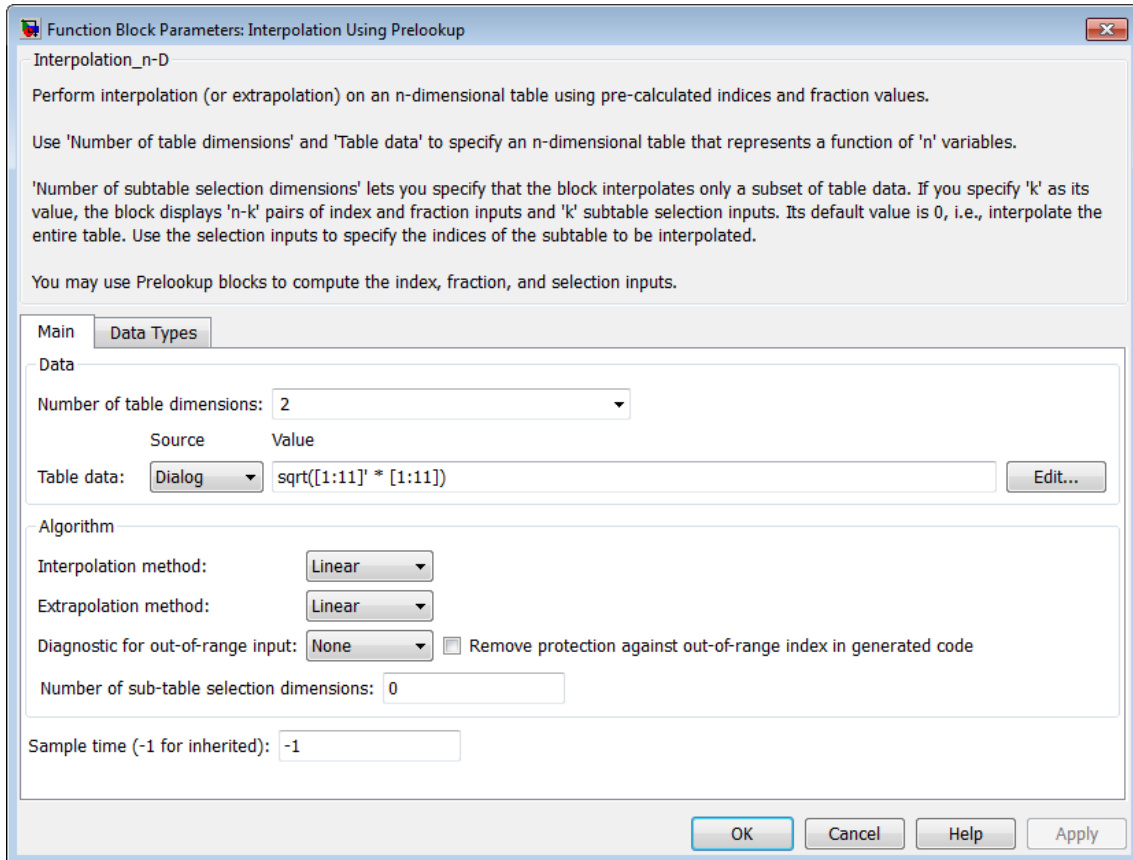 Function Block Parameters: Interpolation Using Prelookup
Interpolation_n-D
Perform interpolation (or extrapolation) on an n-dimensional table using pre-calculated indices and fraction values.
Use 'Number of table dimensions' and 'Table data' to specify an n-dimensional table that represents a function of 'n' variables.
'Number of subtable selection dimensions' lets you specify that the block interpolates only a subset of table data. If you specify 'k' as its
value, the block displays 'n-k' pairs of index and fraction inputs and 'k' subtable selection inputs. Its default value is 0, i.e., interpolate the
entire table. Use the selection inputs to specify the indices of the subtable to be interpolated.
You may use Prelookup blocks to compute the index, fraction, and selection inputs.
Main Data Types
Data
Number of table dimensions: 2
Source Value
Table data: Dialog sqrt([1:11]' * [1:11]) Edit...
Algorithm
Interpolation method: Linear
Extrapolation method: Linear
Diagnostic for out-of-range input: None Remove protection against out-of-range index in generated code
Number of sub-table selection dimensions: 0
Sample time (-1 for inherited): -1
OK Cancel Help Apply